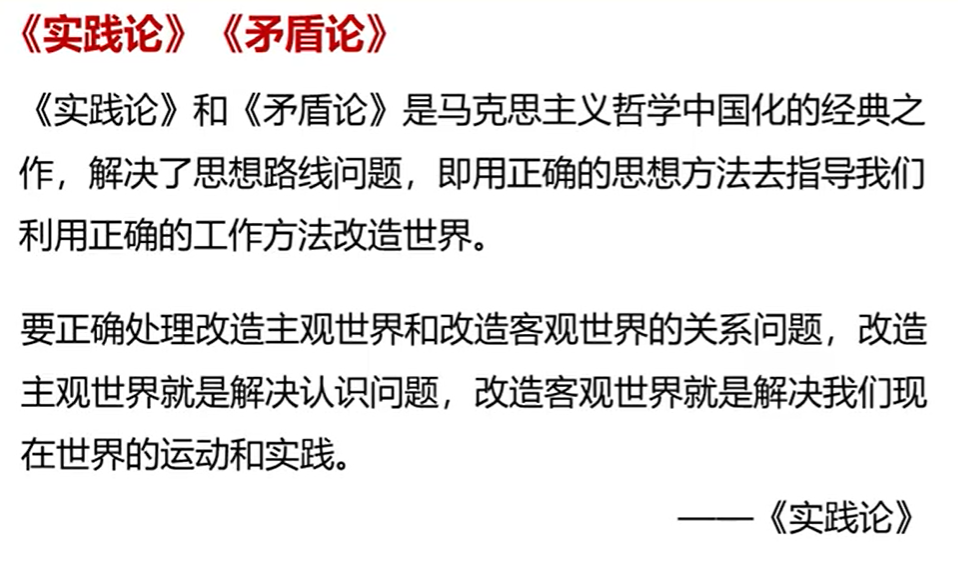 《实践论》《矛盾论》
《实践论》和《矛盾论》是马克思主义哲学中国化的经典之
作，解决了思想路线问题，即用正确的思想方法去指导我们
利用正确的工作方法改造世界。
要正确处理改造主观世界和改造客观世界的关系问题，改造
主观世界就是解决认识问题，改造客观世界就是解决我们现
在世界的运动和实践。
——《实践论》